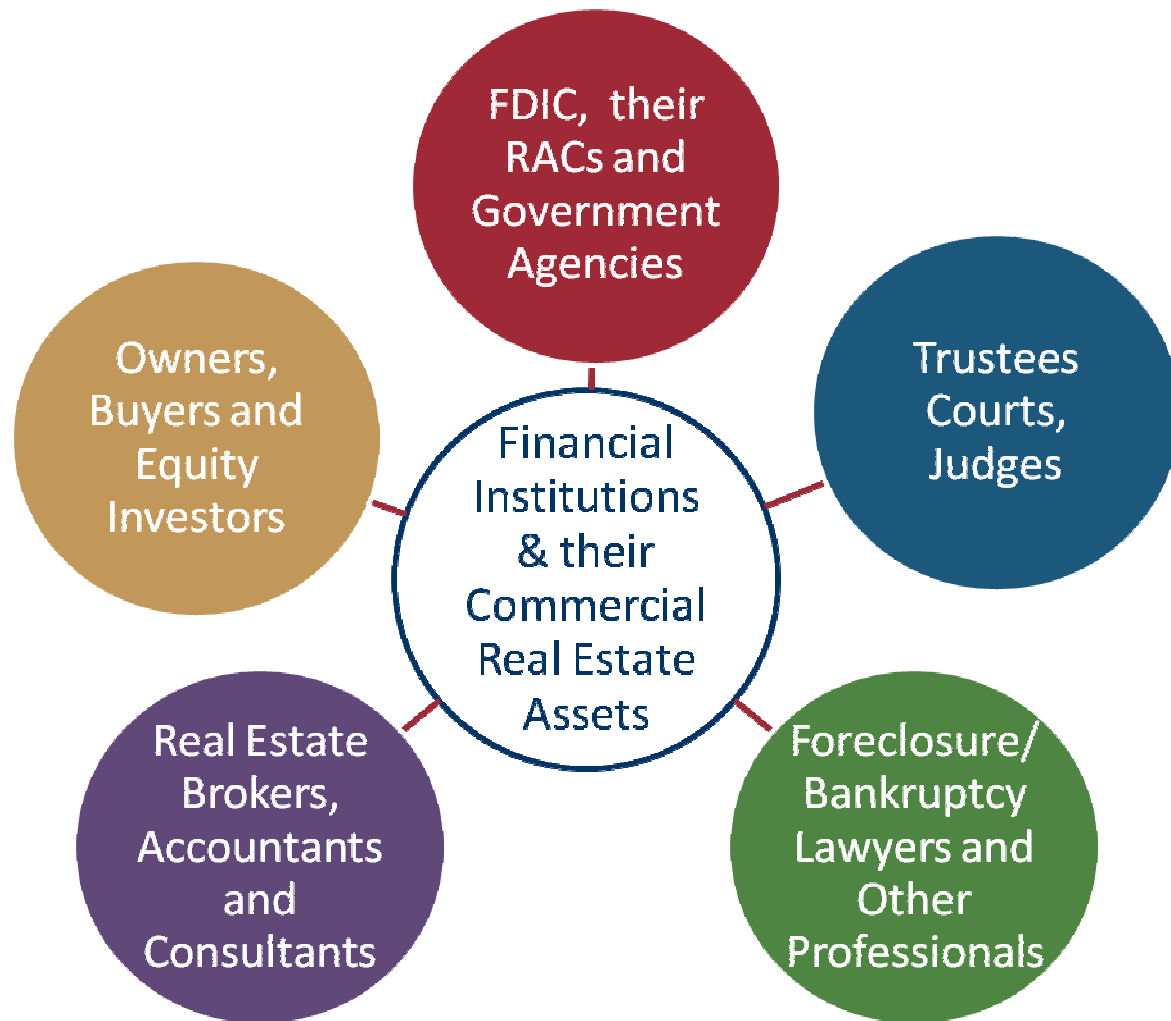 FDIC, their
RACs and
Government
Agencies
Trustees
Courts,
Judges
Foreclosure/
Bankruptcy
Lawyers and
Other
Professionals
Real Estate
Brokers,
Accountants
and
Consultants
Owners,
Buyers and
Equity
Investors
Financial
Institutions
& their
Commercial
Real Estate
Assets